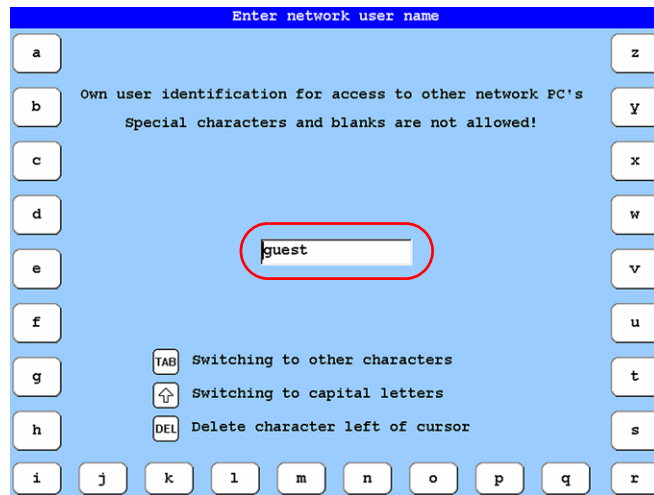 Enter network user name
a
z
Own user identification for access to other network PC's
b
y
Special characters and blanks are not allowed!
c
x
d
w
guest
e
v
f
u
TAB Switching to other characters
g
t
Switching to capital letters
h
DEL Delete character left of cursor
s
i j k l m n o p q r